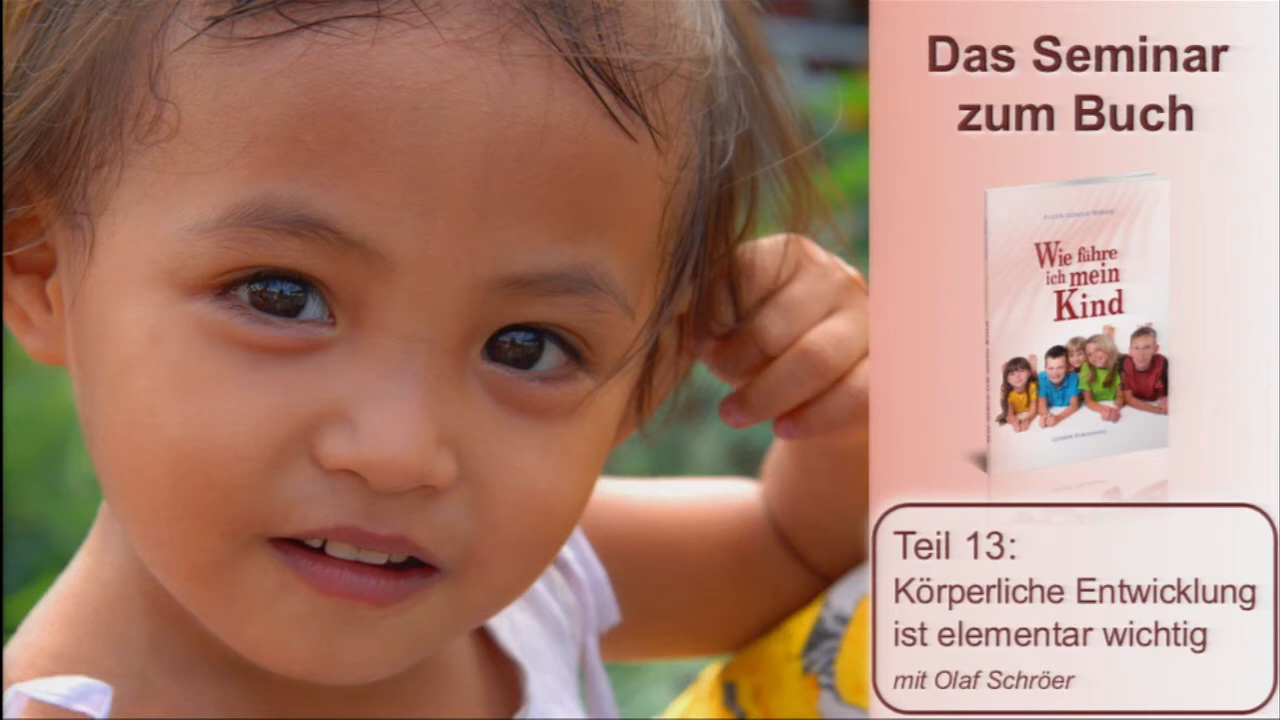 Das Seminar
zum Buch
Wie führe
ich mein
Kind
Teil 13:
Körperliche Entwicklung
ist elementar wichtig
mit Olaf Schröer